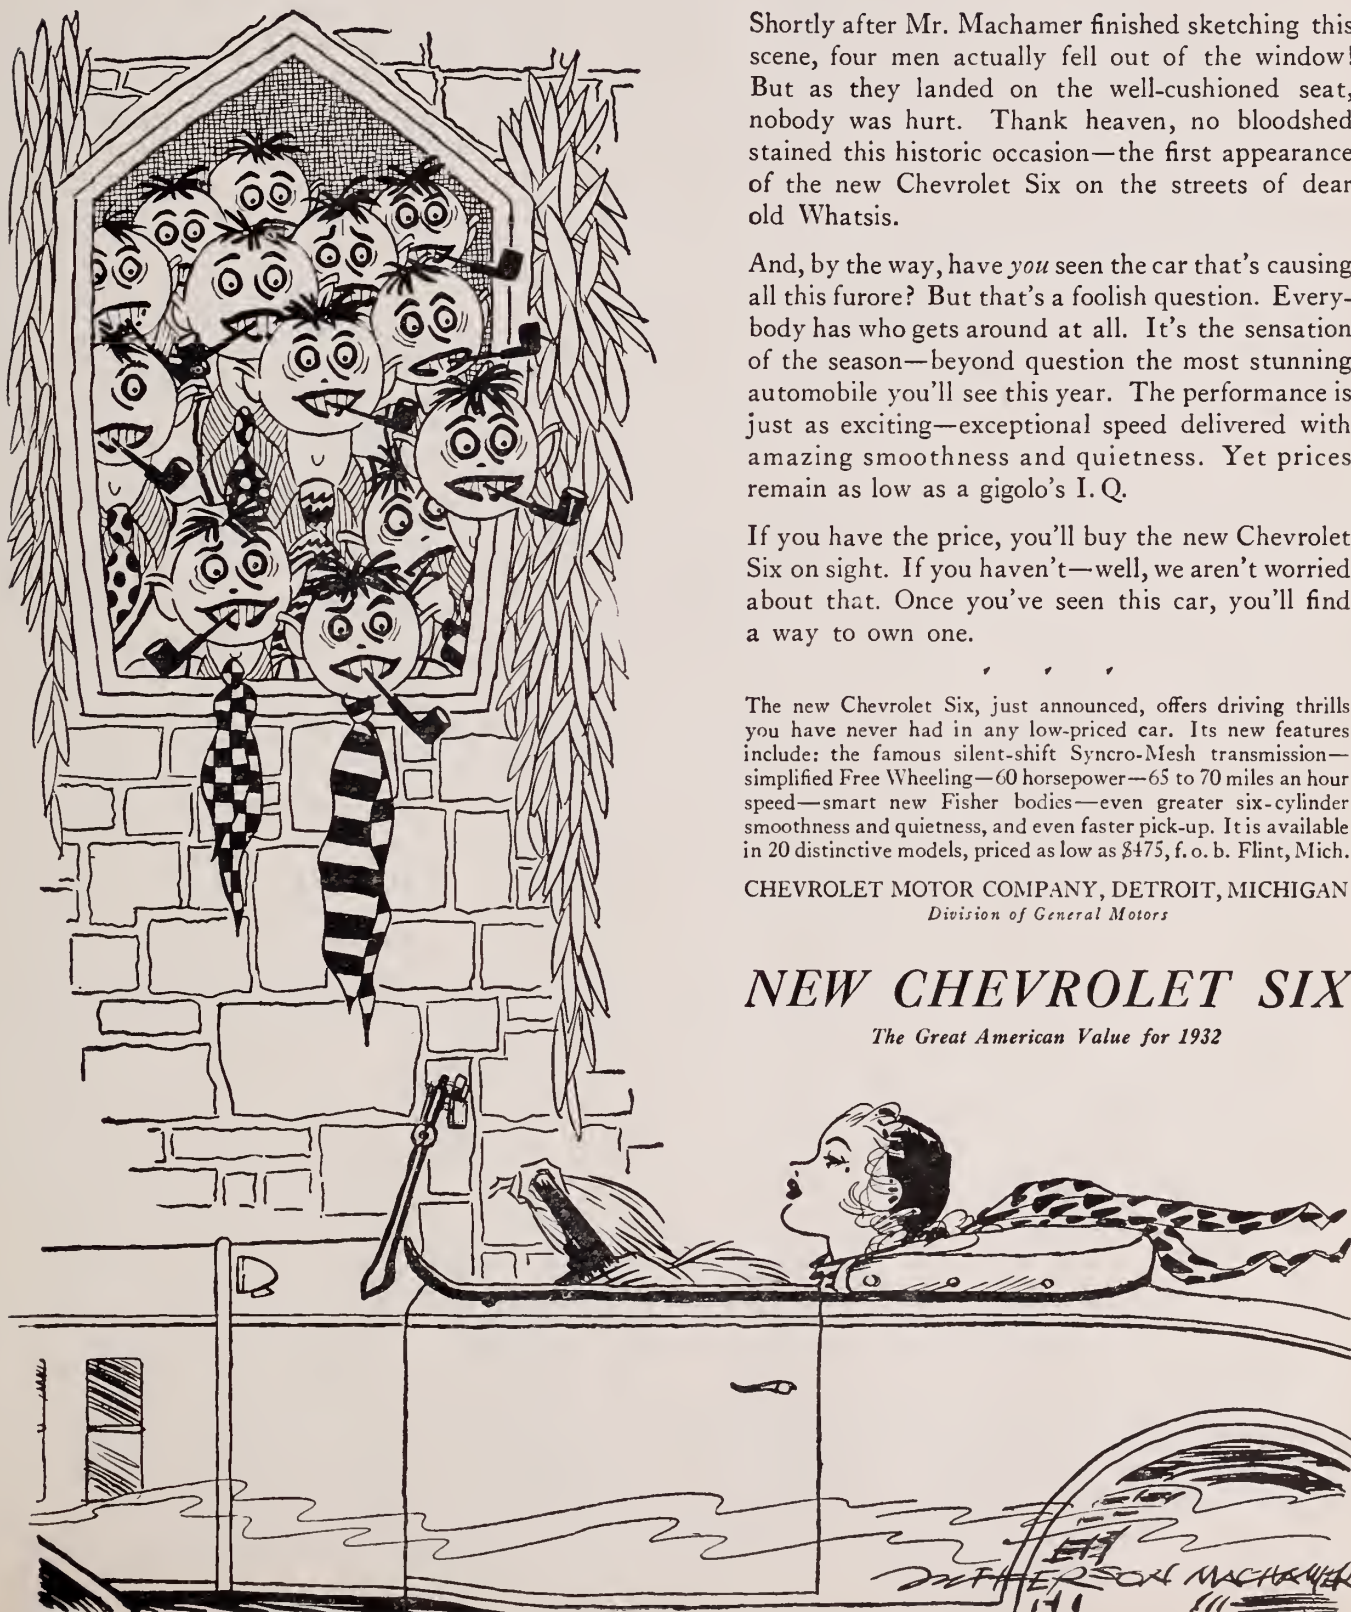 Shortly after Mr. Machamer finished sketching this
scene, four men actually fell out of the window!
But as they landed on the well-cushioned seat,
nobody was hurt. Thank heaven, no bloodshed
stained this historic occasion—the first appearance
of the new Chevrolet Six on the streets of dear
old Whatsis.
And, by the way, have you seen the car that's causing
all this furore? But that's a foolish question. Every-
body has who gets around at all. It's the sensation
of the season—beyond question the most stunning
automobile you'll see this year. The performance is
just as exciting—exceptional speed delivered with
amazing smoothness and quietness. Yet prices
remain as low as a gigolo's I. Q.
If you have the price, you'll buy the new Chevrolet
Six on sight. If you haven't—well, we aren't worried
about that. Once you've seen this car, you'll find
a way to own one.
The new Chevrolet Six, just announced, offers driving thrills
you have never had in any low-priced car. Its new features
include: the famous silent-shift Syncro-Mesh transmission—
simplified Free Wheeling—60 horsepower—65 to 70 miles an hour
speed—smart new Fisher bodies—even greater six-cylinder
smoothness and quietness, and even faster pick-up. It is available
in 20 distinctive models, priced as low as $475, f. o. b. Flint, Mich.
CHEVROLET MOTOR COMPANY, DETROIT, MICHIGAN
Division of General Motors
NEW CHEVROLET SIX
The Great American Value for 1932
JEFFERSON MACHAMER